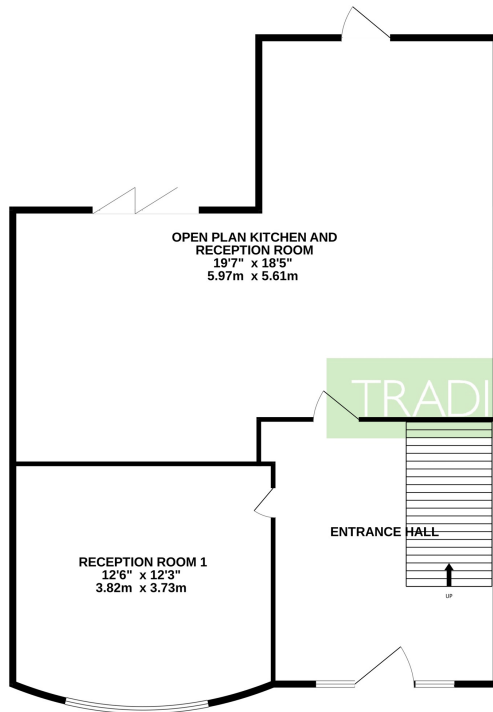 OPEN PLAN KITCHEN AND
RECEPTION ROOM
19'7" x 18'5"
5.97m x 5.61m
TRADI
ENTRANCE HALL
RECEPTION ROOM 1
12'6" x 12'3"
3.82m x 3.73m
UP